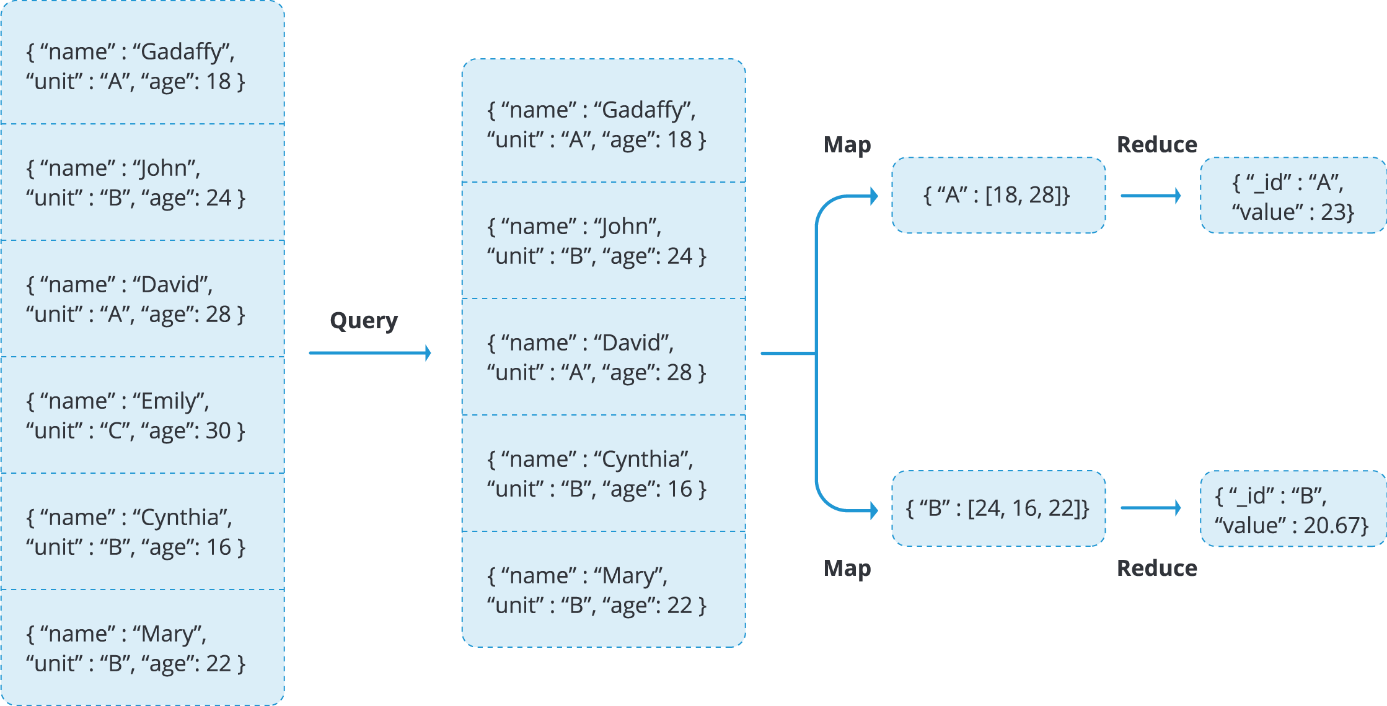 { “name” : “Gadaffy”,
“unit” : “A”, “age”: 18 }
{ “name” : “John”,
“unit” : “B”, “age”: 24 }
{ “name” : “David”,
“unit” : “A”, “age”: 28 }
{ “name” : “Emily”,
“unit” : “C”, “age”: 30 }
{ “name” : “Cynthia”,
“unit” : “B”, “age”: 16 }
{ “name” : “Mary”,
“unit” : “B”, “age”: 22 }
Query
{ “name” : “Gadaffy”,
“unit” : “A”, “age”: 18 }
{ “name” : “John”,
“unit” : “B”, “age”: 24 }
{ “name” : “David”,
“unit” : “A”, “age”: 28 }
{ “name” : “Cynthia”,
“unit” : “B”, “age”: 16 }
{ “name” : “Mary”,
“unit” : “B”, “age”: 22 }
Map
{ “A” : [18, 28]}
Reduce
{ “_id” : “A”,
“value” : 23}
{ “B” : [24, 16, 22]}
Map
{ “_id” : “B”,
“value” : 20.67}
Reduce